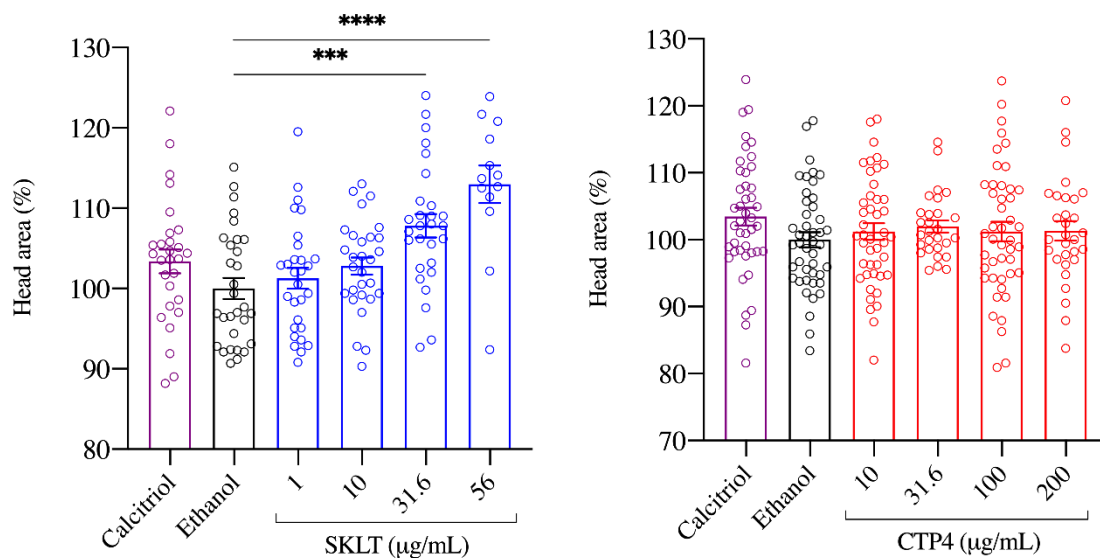 ****
***
Head area (%)
130
120
110
100
90
80
Calcitriol
Ethanol
1
10
31.6
56
SKLT (µg/mL)
Head area (%)
130
120
110
100
90
80
70
Calcitriol
Ethanol
10
31.6
100
200
CTP4 (µg/mL)